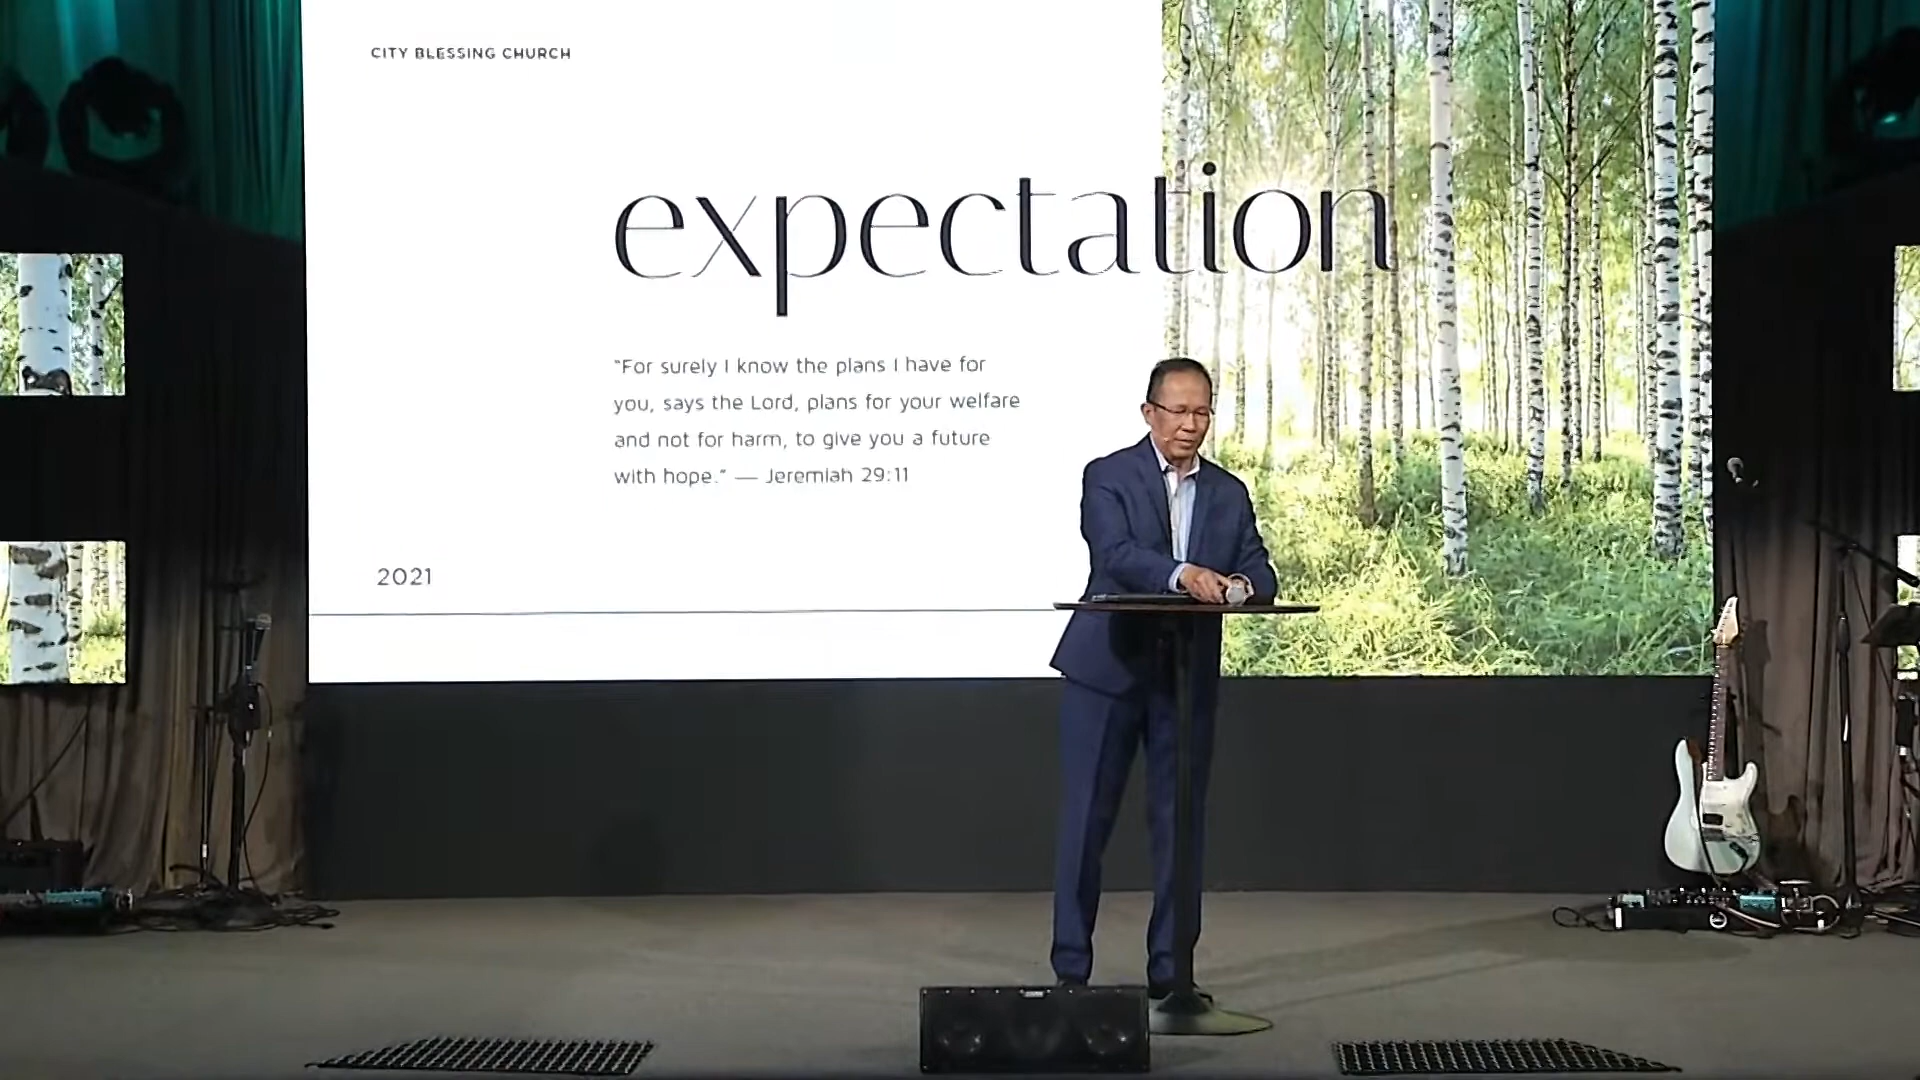 CITY BLESSING CHURCH
expectation
“For surely I know the plans I have for
you, says the Lord, plans for your welfare
and not for harm, to give you a future
with hope.” — Jeremiah 29:11
2021